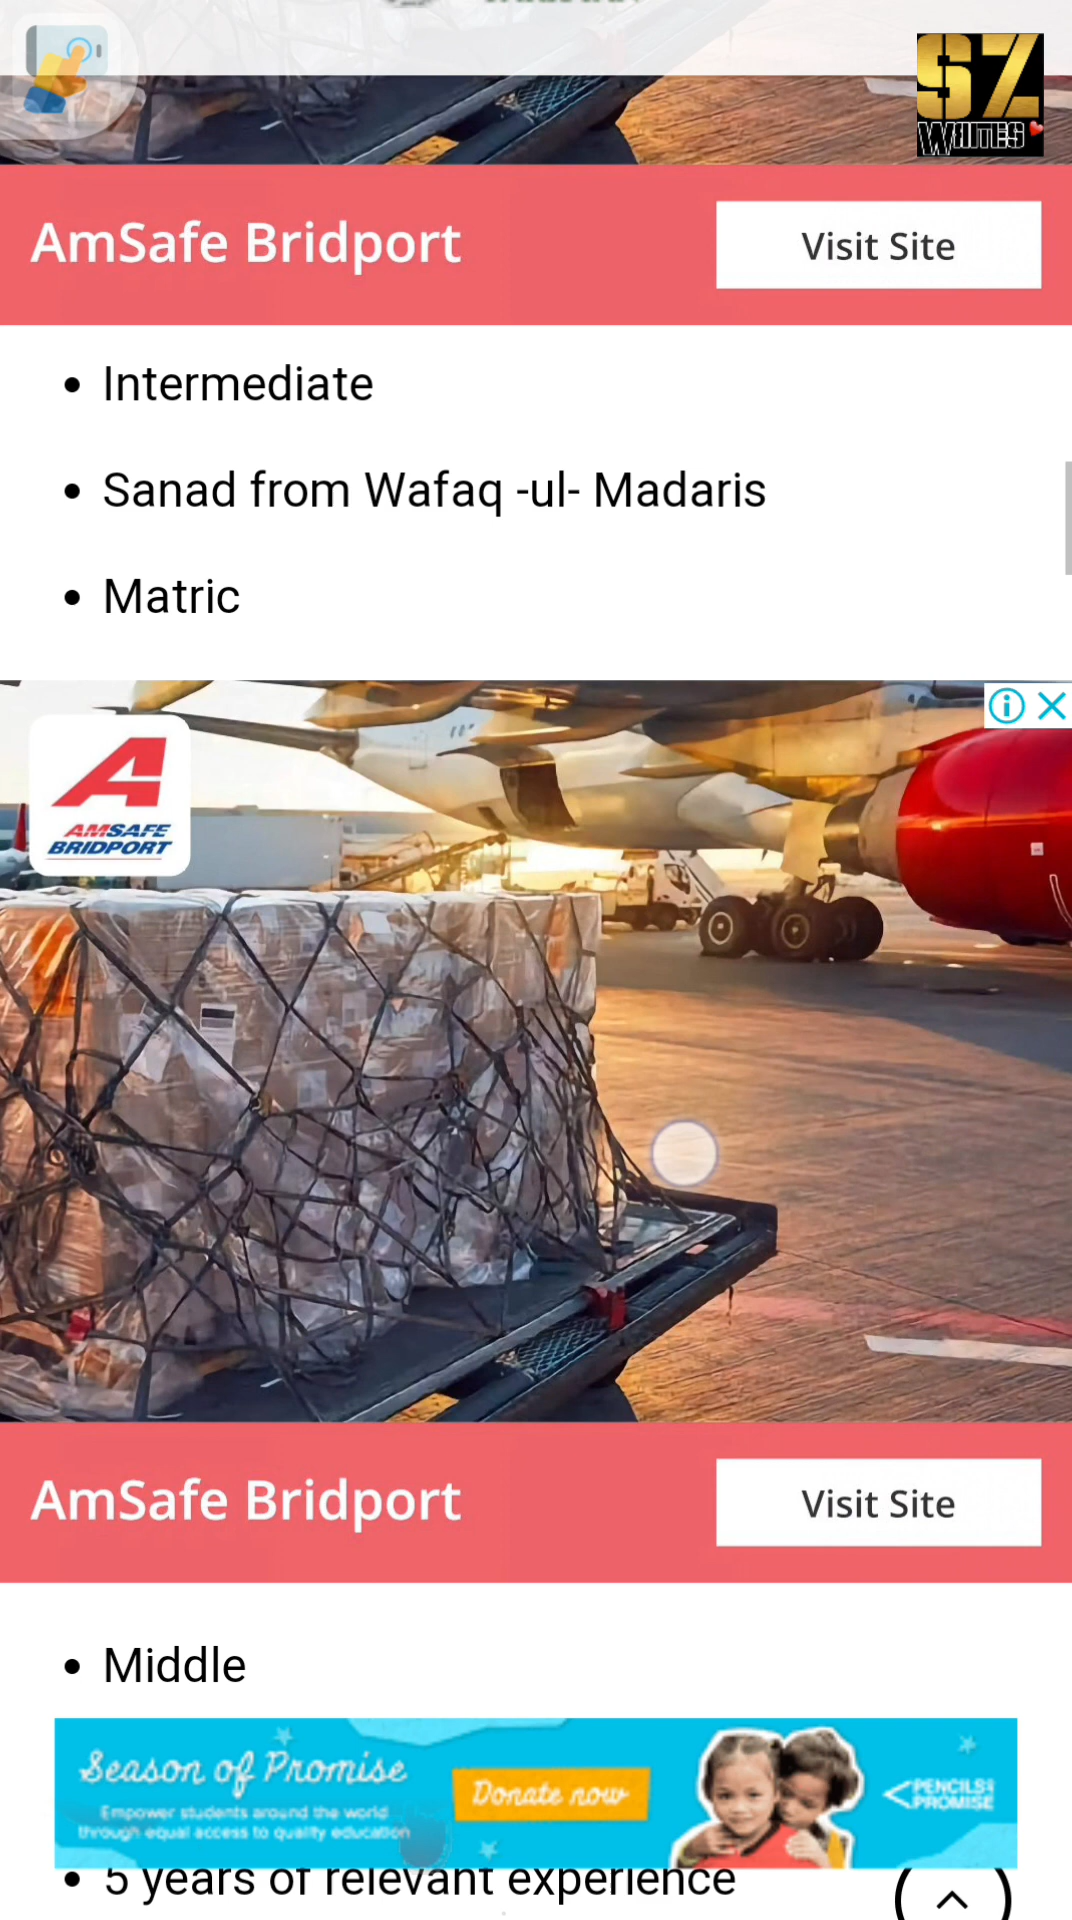 SZ
WRITES
AmSafe Bridport
Visit Site
• Intermediate
• Sanad from Wafaq -ul- Madaris
• Matric
AMSAFE
BRIDPORT
AmSafe Bridport
Visit Site
• Middle
Season of Promise
Empower students around the world
through equal access to quality education
Donate now
PENCILS OF
PROMISE
• 5 years of relevant experience